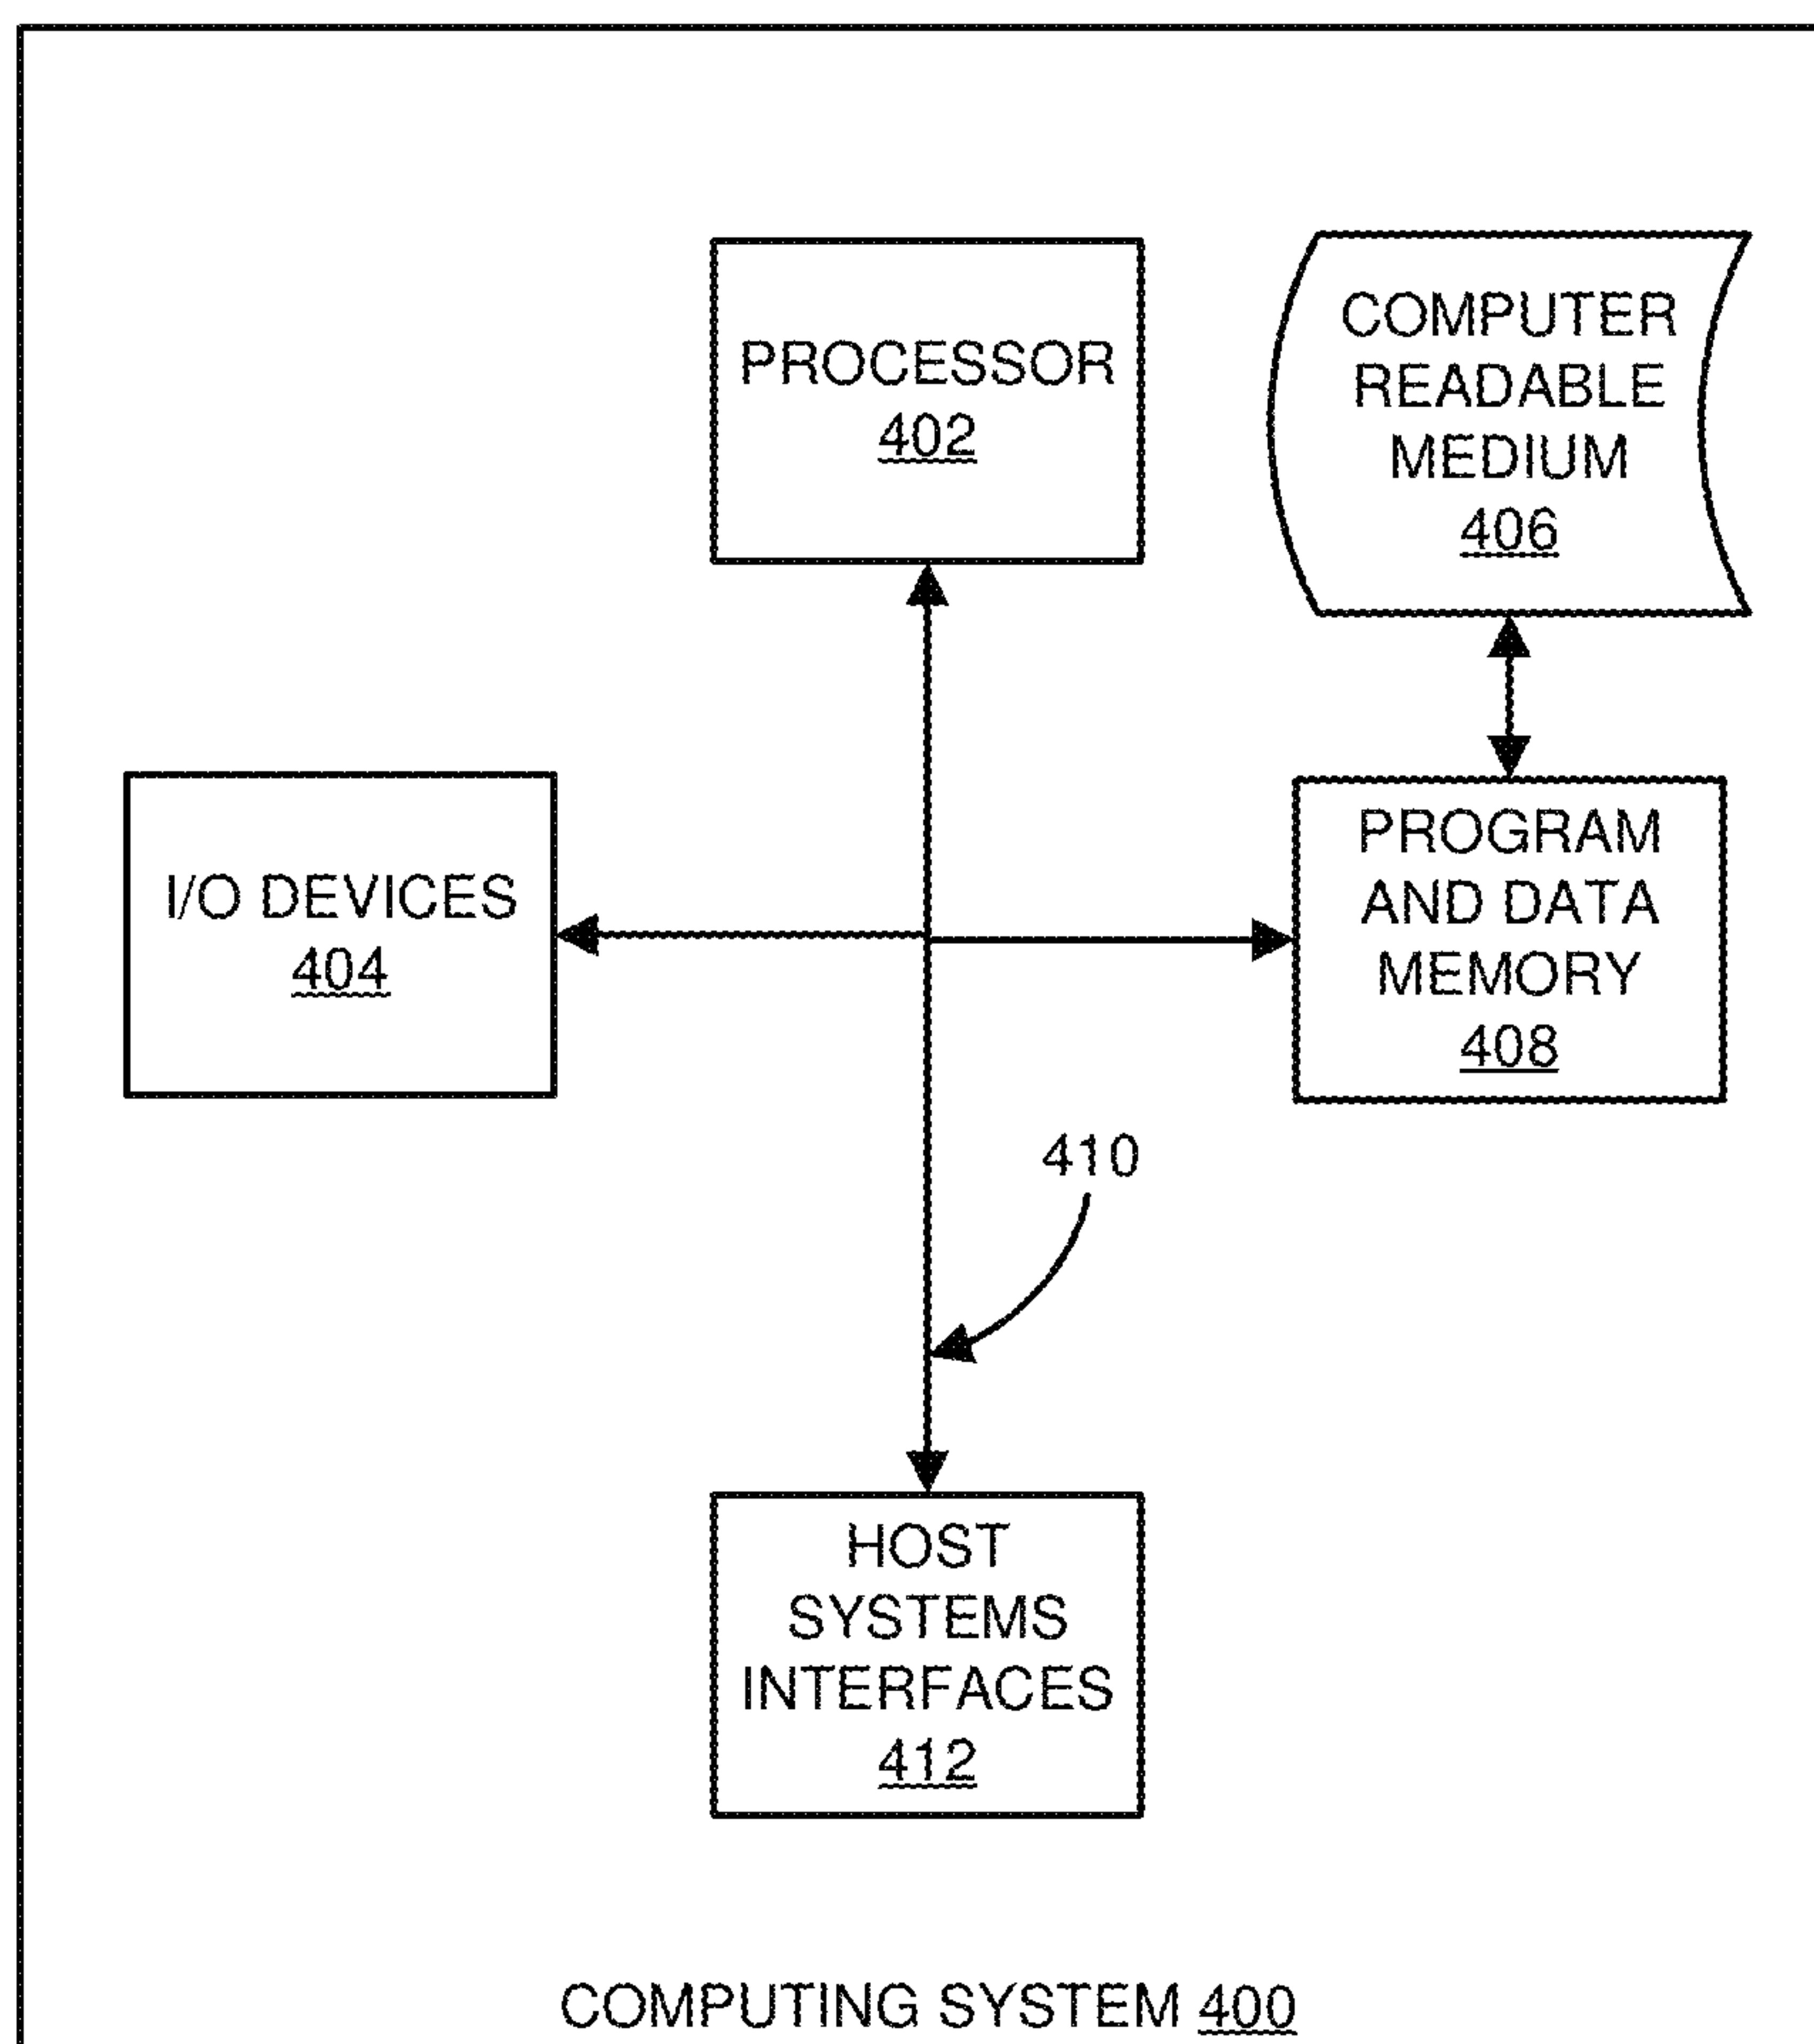 PROCESSOR
402
COMPUTER
READABLE
MEDIUM
406
I/O DEVICES
404
PROGRAM
AND DATA
MEMORY
408
410
HOST
SYSTEMS
INTERFACES
412
COMPUTING SYSTEM 400